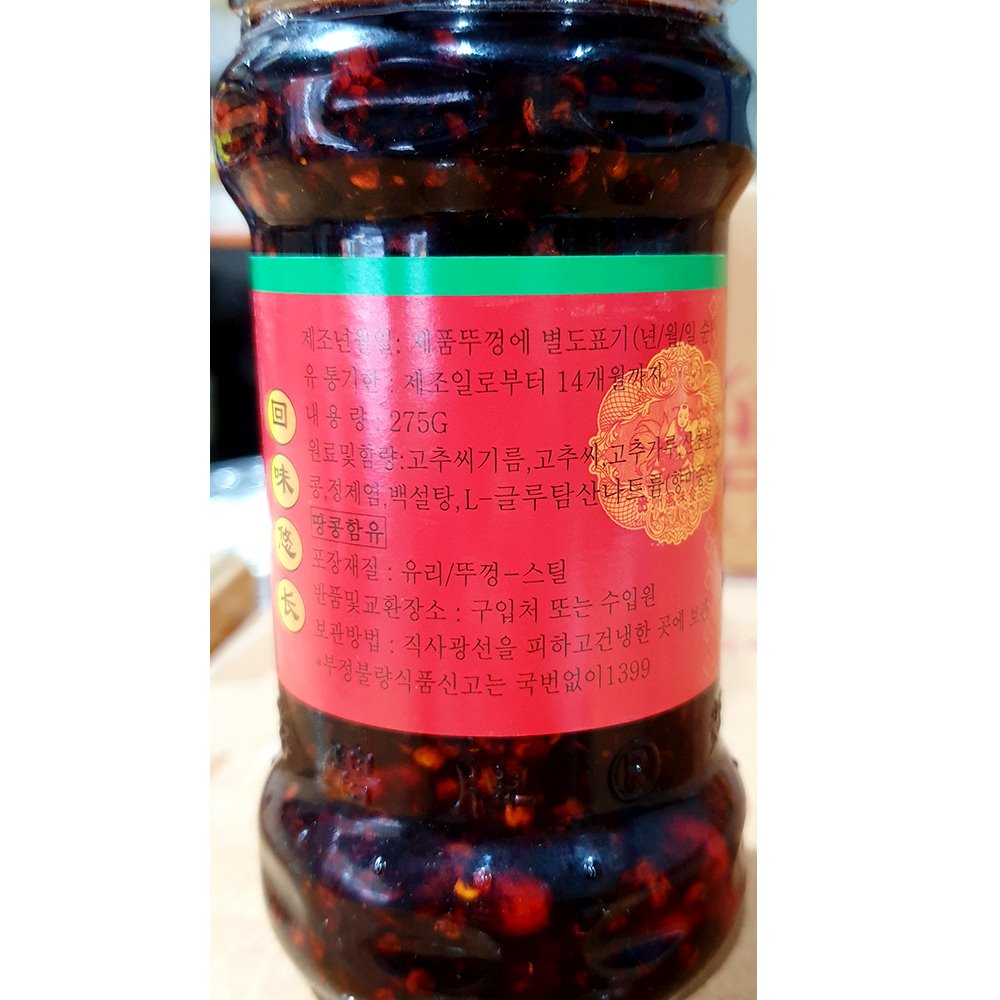 제조년월일: 제품뚜껑에 별도표기(년/월/일 순
유통기한 : 제조일로부터 14개월까지
내 용 량 : 275G
원료및함량:고추씨기름,고추씨,고추가루,
콩,정제염,백설탕,L-글루탐산나트륨(향미증
땅콩함유
포장재질 : 유리/뚜껑-스틸
반품및교환장소 : 구입처 또는 수입원
보관방법 : 직사광선을 피하고건냉한 곳에 보관
*부정불량식품신고는 국번없이1399
回味悠长